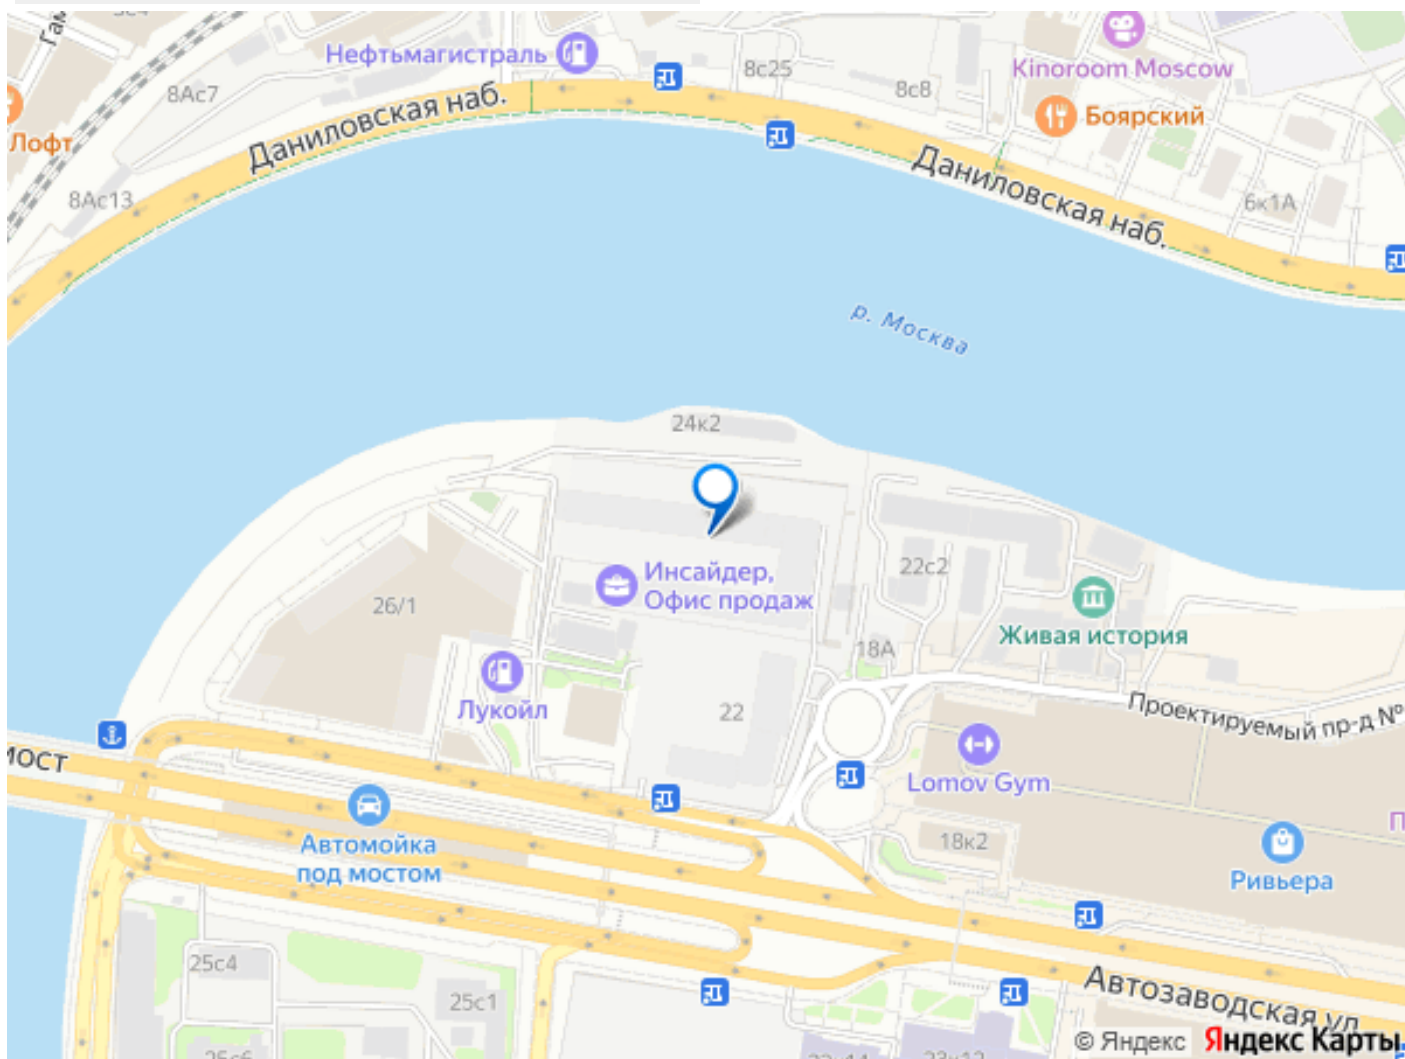 Нефтьмагистраль
8с25
8с8
Kinoroom Moscow
8Ас7
Даниловская наб.
Боярский
Лофт
Даниловская наб.
8Ас13
6к1А
р. Москва
24к2
Инсайдер,
Офис продаж
22с2
26/1
Живая история
18А
Лукойл
22
Проектируемый пр-д №
мост
Lomov Gym
Автомойка
под мостом
18к2
Ривьера
25с4
25с1
Автозаводская ул.
© Яндекс Яндекс Карты